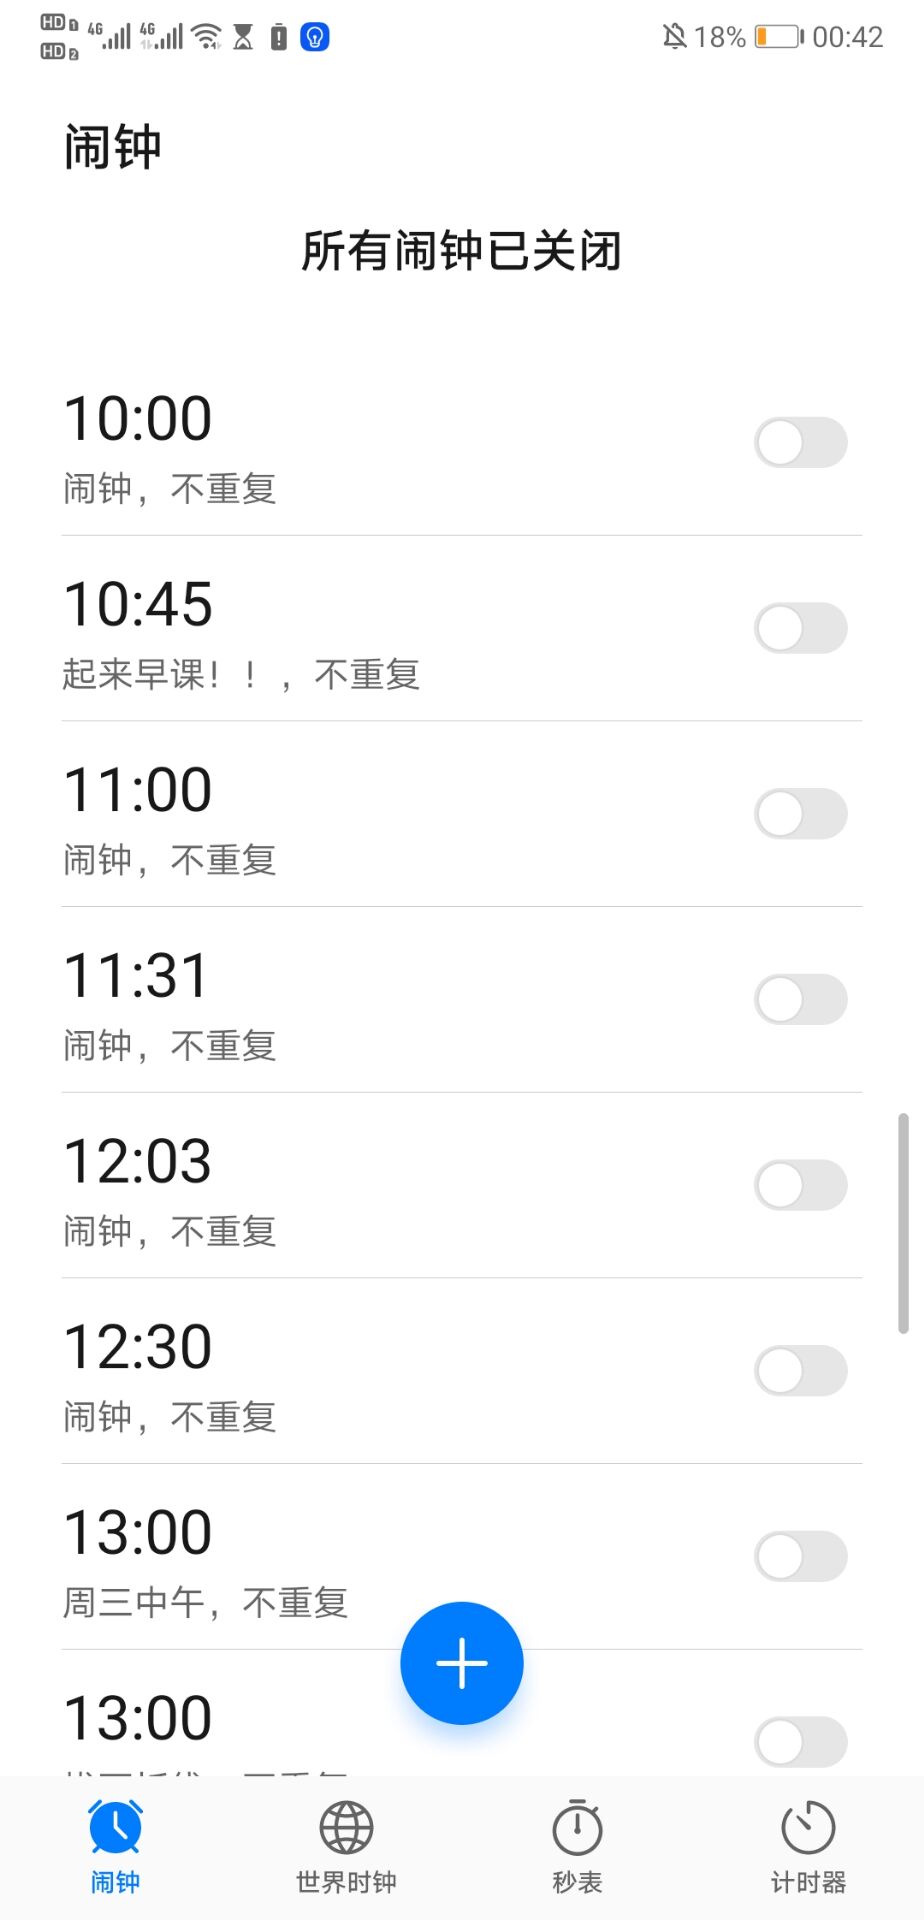 HD 1 4G 4G 18% 00:42
HD 2
闹钟
所有闹钟已关闭
10:00
闹钟，不重复
10:45
起来早课！！，不重复
11:00
闹钟，不重复
11:31
闹钟，不重复
12:03
闹钟，不重复
12:30
闹钟，不重复
13:00
周三中午，不重复
13:00
闹钟 世界时钟 秒表 计时器